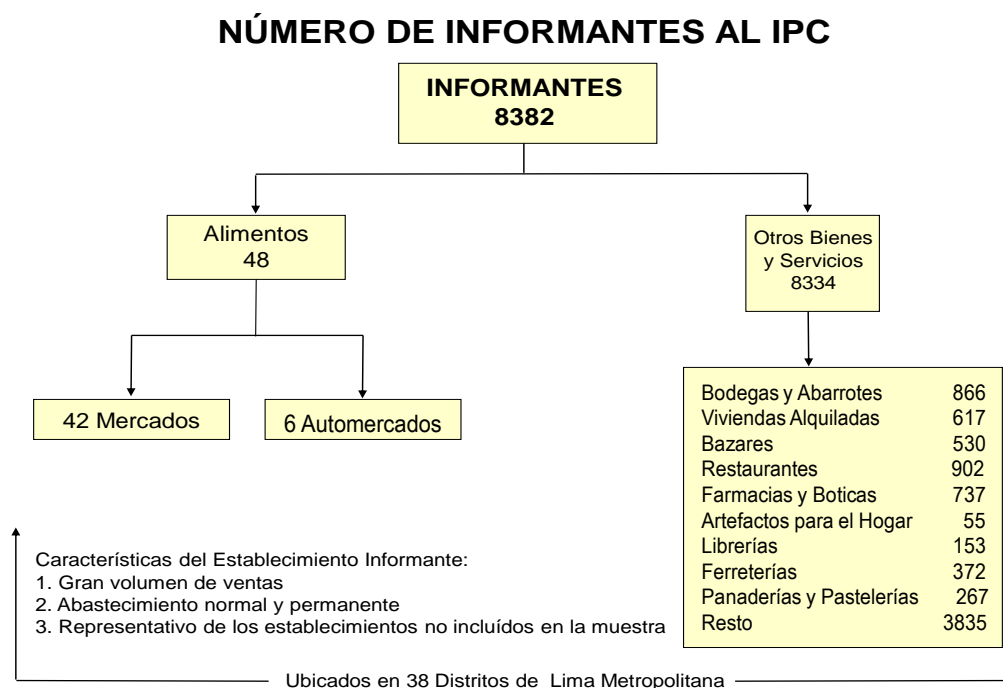 NÚMERO DE INFORMANTES AL IPC
INFORMANTES
8382
Alimentos
48
Otros Bienes
y Servicios
8334
42 Mercados
6 Automercados
Bodegas y Abarrotes 866
Viviendas Alquiladas 617
Bazares 530
Restaurantes 902
Farmacias y Boticas 737
Artefactos para el Hogar 55
Librerías 153
Ferreterías 372
Panaderías y Pastelerías 267
Resto 3835
Características del Establecimiento Informante:
1. Gran volumen de ventas
2. Abastecimiento normal y permanente
3. Representativo de los establecimientos no incluídos en la muestra
Ubicados en 38 Distritos de Lima Metropolitana